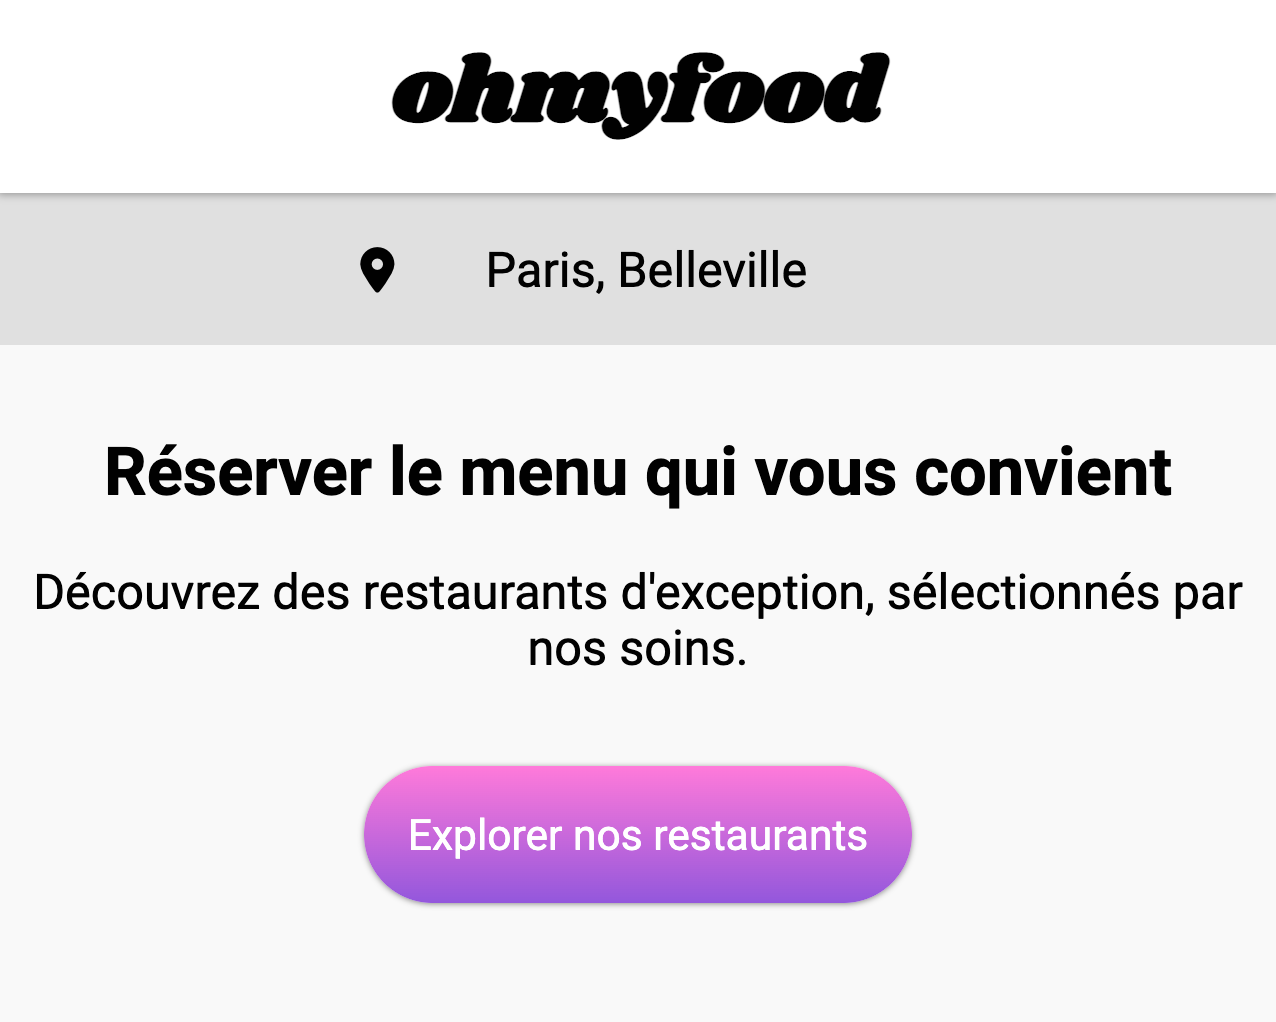 ohmyfood
Paris, Belleville
Réserver le menu qui vous convient
Découvrez des restaurants d'exception, sélectionnés par
nos soins.
Explorer nos restaurants